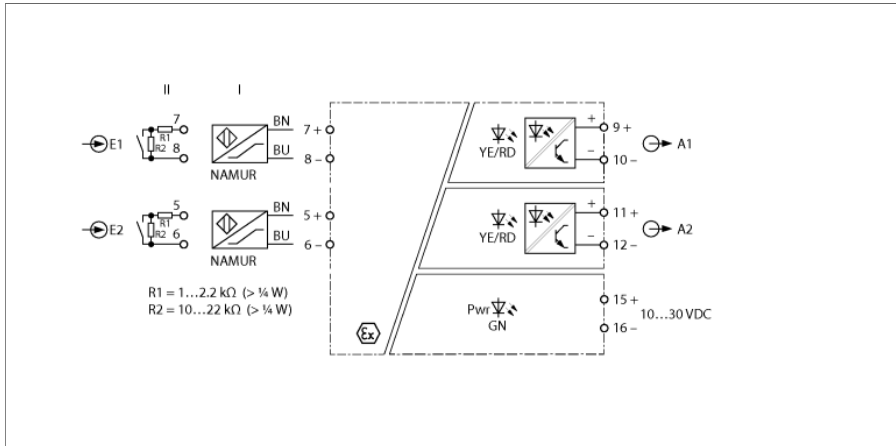 II I
E1
7
R1
R2
8
BN 7 +
BU 8 –
NAMUR
+ 9 +
– 10 –
YE/RD
A1
E2
5
R1
R2
6
BN 5 +
BU 6 –
NAMUR
+ 11 +
– 12 –
YE/RD
A2
R1 = 1…2.2 kΩ (> ¼ W)
R2 = 10…22 kΩ (> ¼ W)
Ex
Pwr
GN
15 +
16 –
10…30 VDC